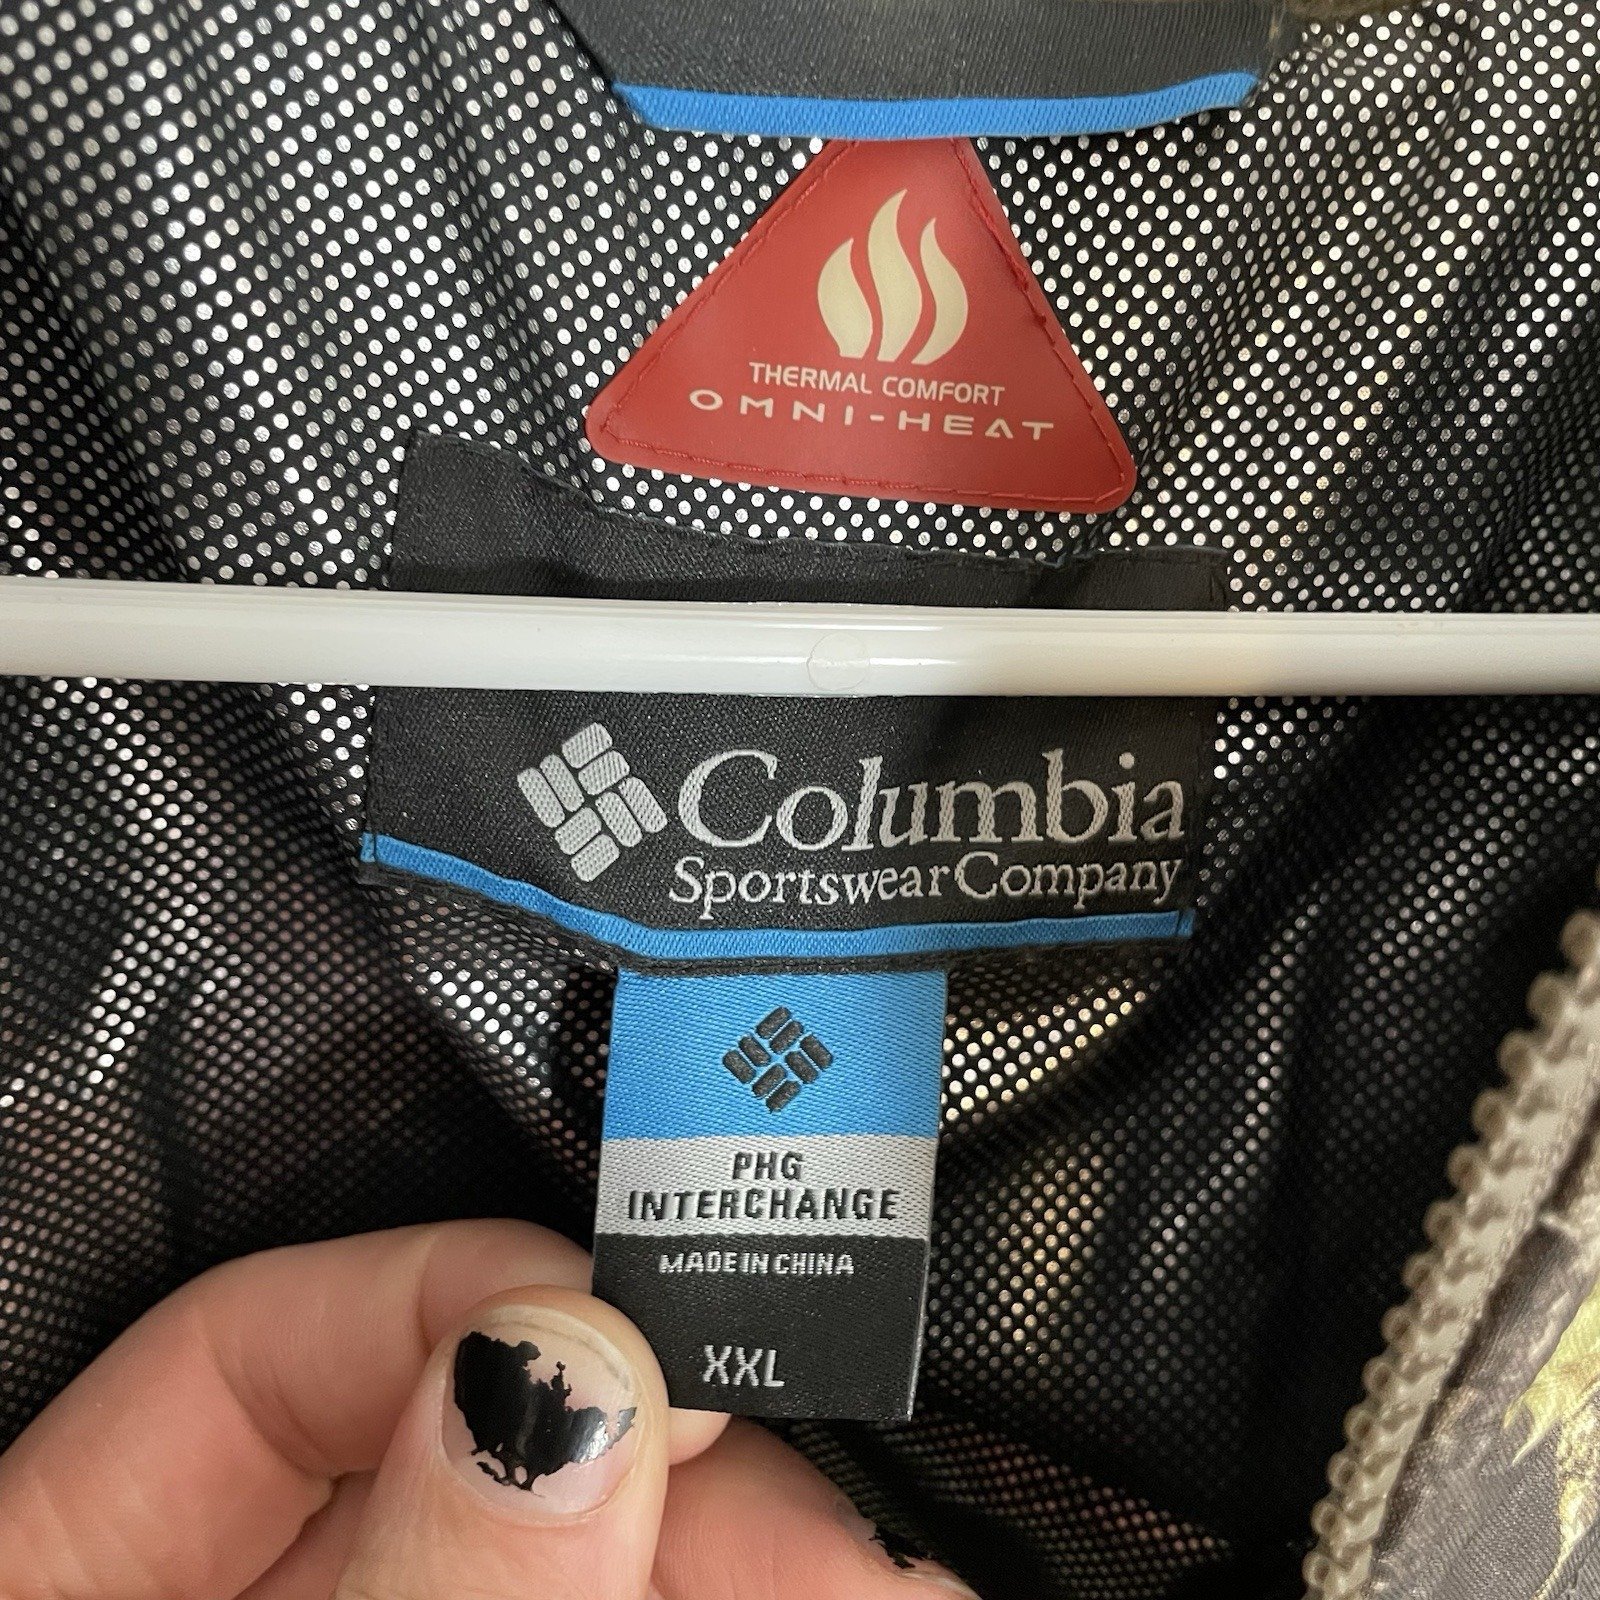 THERMAL COMFORT
OMNI-HEAT
Columbia
Sportswear Company
PHG
INTERCHANGE
MADE IN CHINA
XXL